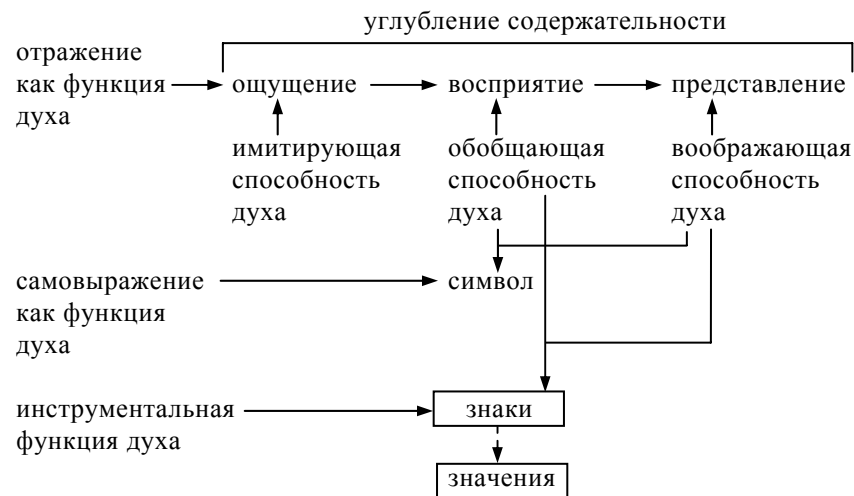 углубление содержательности
отражение
как функция
духа
ощущение
восприятие
представление
имитирующая
способность
духа
обобщающая
способность
духа
воображающая
способность
духа
самовыражение
как функция
духа
символ
инструментальная
функция духа
знаки
значения